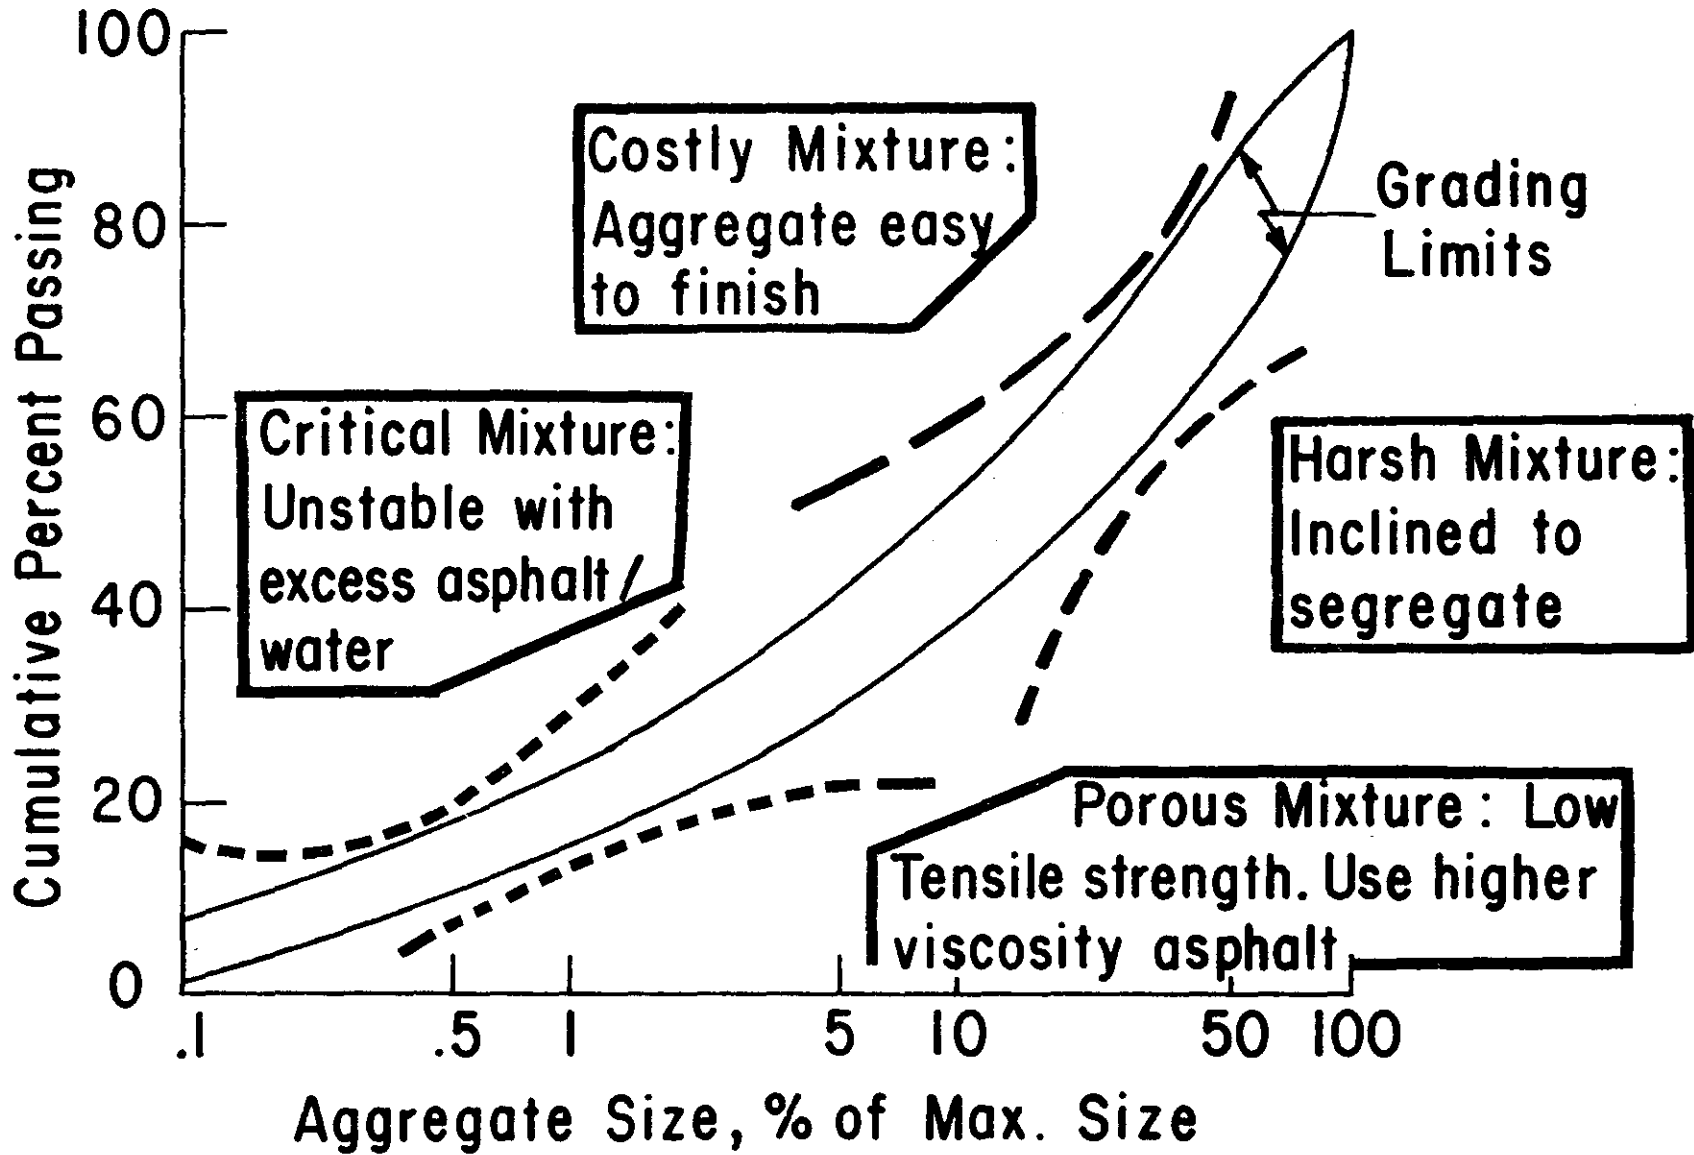 100
80
60
40
20
0
Cumulative Percent Passing
Costly Mixture:
Aggregate easy
to finish
Grading
Limits
Critical Mixture:
Unstable with
excess asphalt/
water
Harsh Mixture:
Inclined to
segregate
Porous Mixture: Low
Tensile strength. Use higher
viscosity asphalt
.1 .5 1 5 10 50 100
Aggregate Size, % of Max. Size